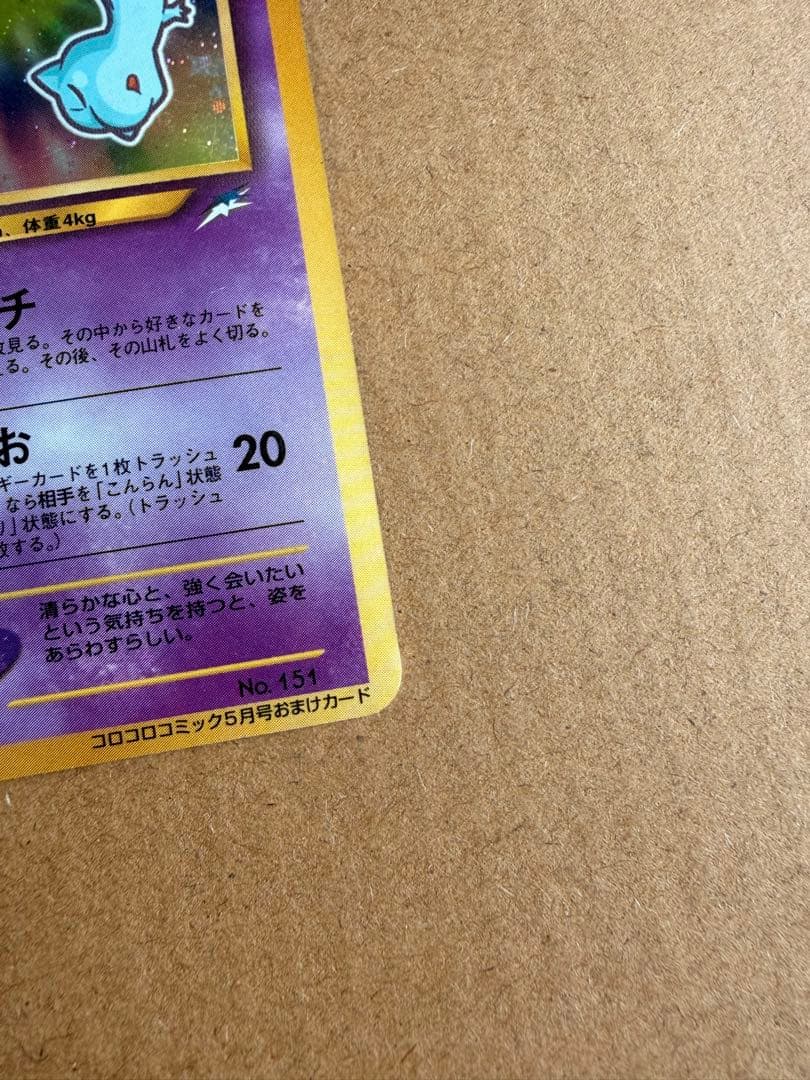 、体重4kg
チ
枚見る。その中から好きなカードを
る。その後、その山札をよく切る。
お
ギーカードを1枚トラッシュ
なら相手を「こんらん」状態
」状態にする。(トラッシュ
敗する。)
20
清らかな心と、強く会いたい
という気持ちを持つと、姿を
あらわすらしい。
No. 151
コロコロコミック5月号おまけカード